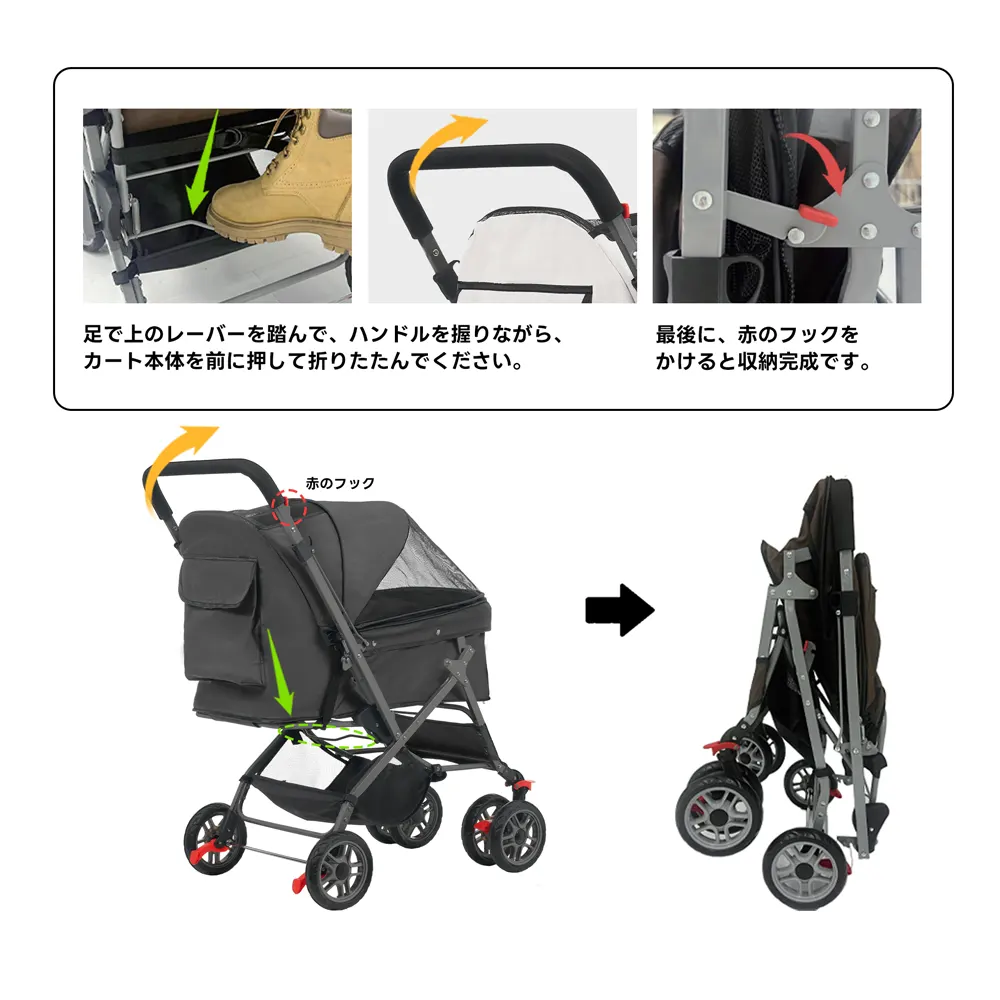 足で上のレーバーを踏んで、ハンドルを握りながら、
カート本体を前に押して折りたたんでください。
最後に、赤のフックを
かけると収納完成です。
赤のフック